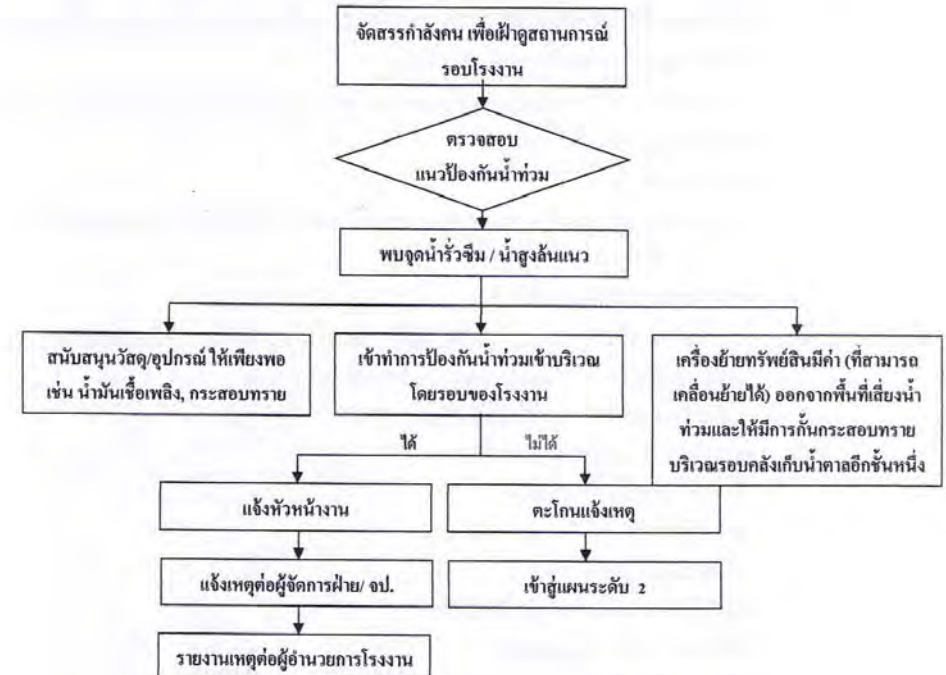 จัดสรรกำลังคน เพื่อเฝ้าดูสถานการณ์
รอบโรงงาน
ตรวจสอบ
แนวป้องกันน้ำท่วม
พบจุดน้ำรั่วซึม / น้ำสูงล้นแนว
สนับสนุนวัสดุ/อุปกรณ์ ให้เพียงพอ
เช่น น้ำมันเชื้อเพลิง, กระสอบทราย
เข้าทำการป้องกันน้ำท่วมเข้าบริเวณ
โดยรอบของโรงงาน
เครื่องย้ายทรัพย์สินมีค่า (ที่สามารถ
เคลื่อนย้ายได้) ออกจากพื้นที่เสี่ยงน้ำ
ท่วมและให้มีการกั้นกระสอบทราย
บริเวณรอบคลังเก็บน้ำตาลอีกชั้นหนึ่ง
ได้
ไม่ได้
แจ้งหัวหน้างาน
ตะโกนแจ้งเหตุ
แจ้งเหตุต่อผู้จัดการฝ่าย/ จป.
เข้าสู่แผนระดับ 2
รายงานเหตุต่อผู้อำนวยการโรงงาน